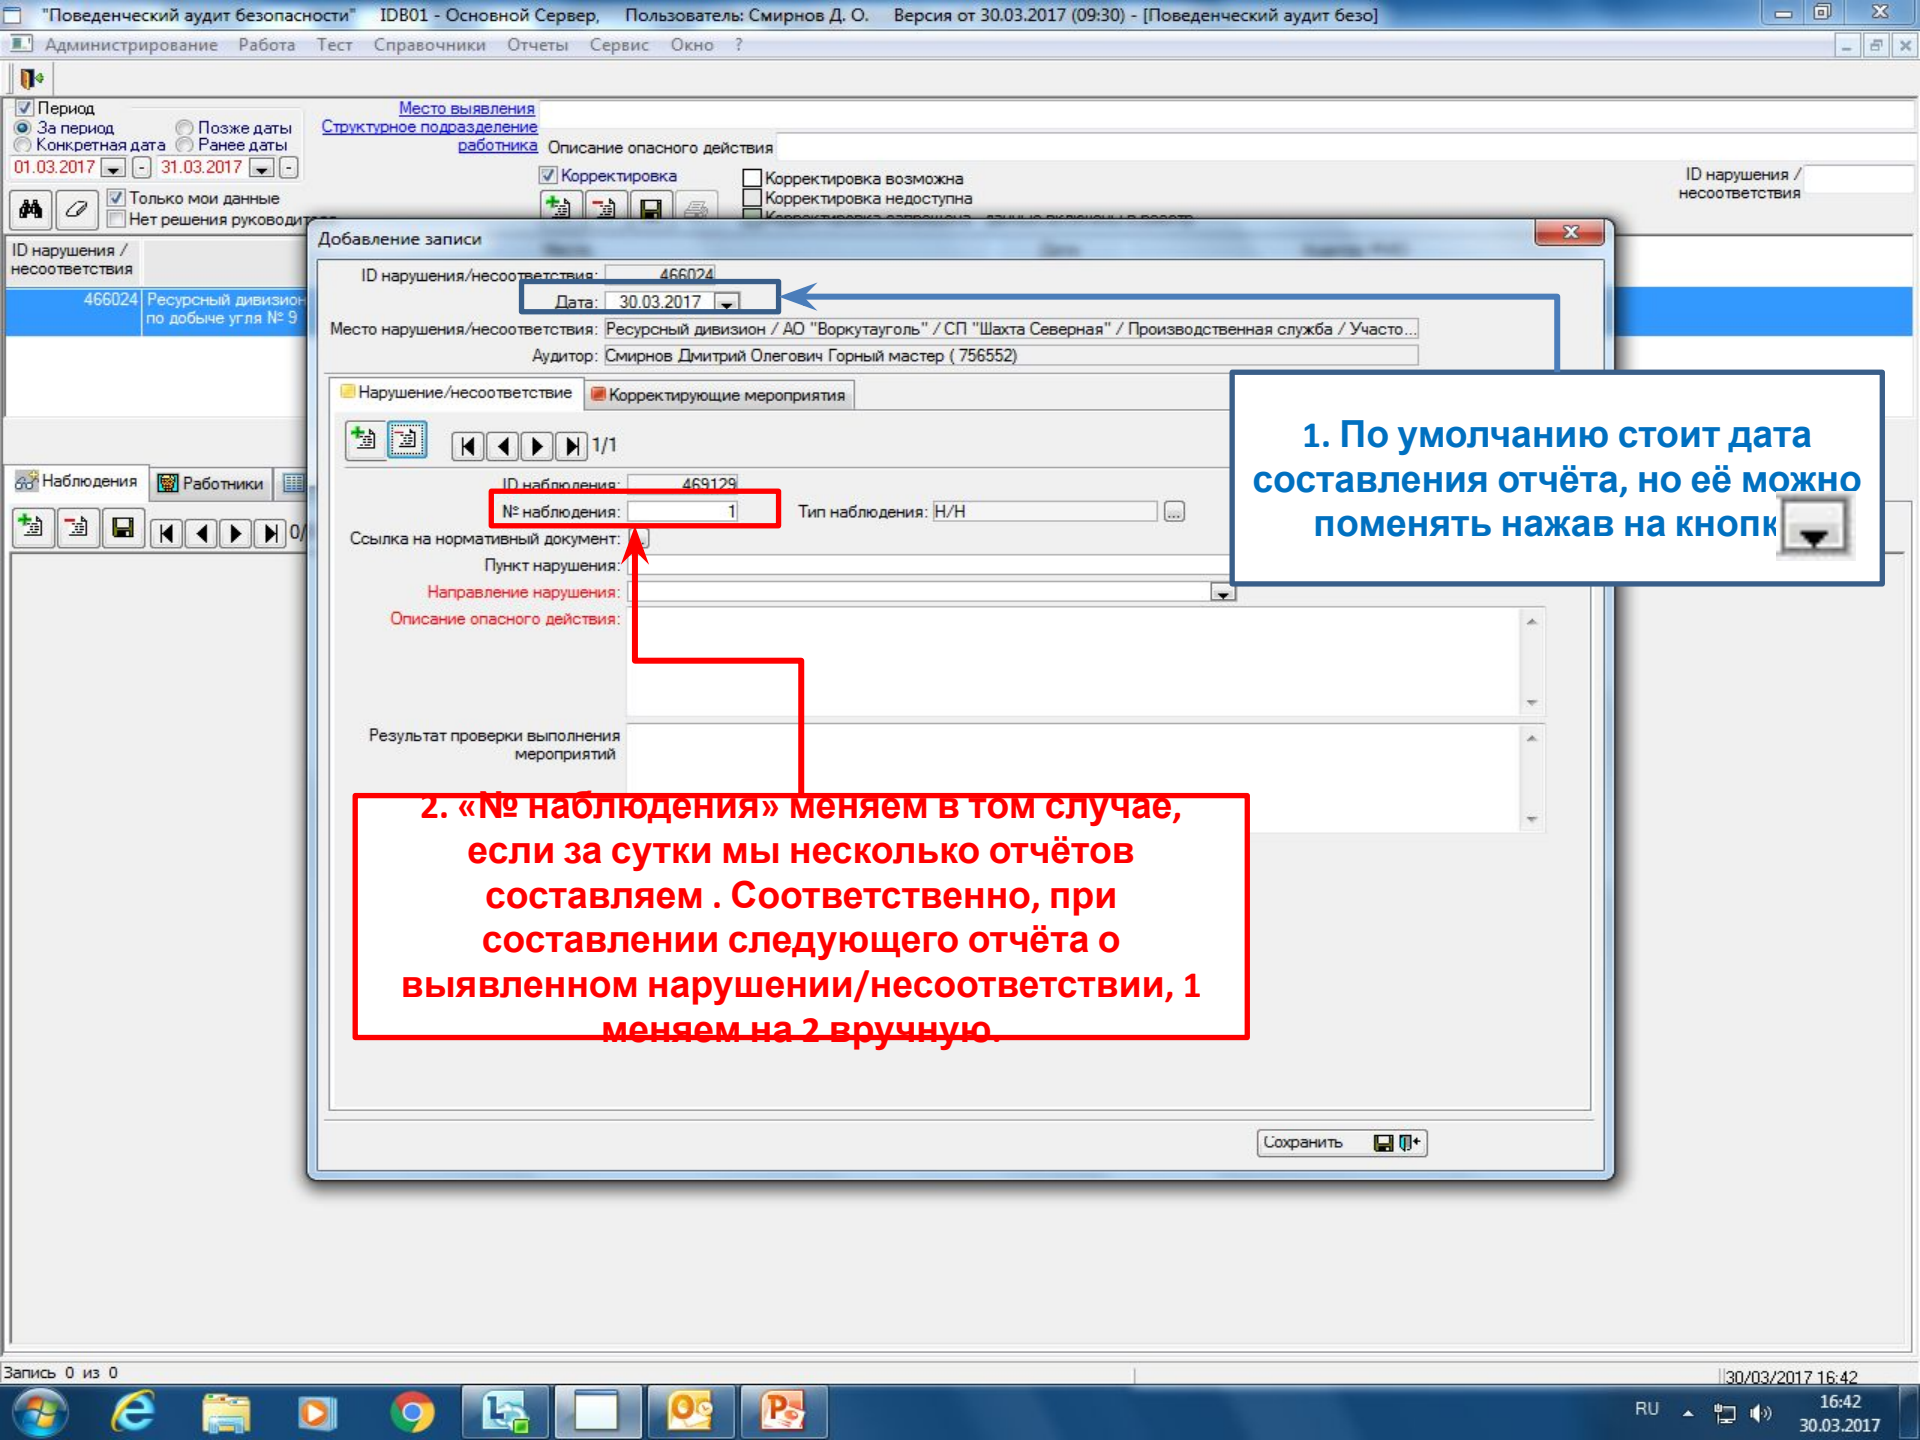 "Поведенческий аудит безопасности" IDB01 - Основной Сервер, Пользователь: Смирнов Д. О. Версия от 30.03.2017 (09:30) - [Поведенческий аудит безо]
Администрирование Работа Тест Справочники Отчеты Сервис Окно ?
Период
За период Позже даты
Конкретная дата Ранее даты
01.03.2017 - 31.03.2017 -
Только мои данные
Нет решения руководит
Место выявления
Структурное подразделение
работника
Описание опасного действия
Корректировка
Корректировка возможна
Корректировка недоступна
Корректировка запрещена - данные включены в реестр
ID нарушения /
несоответствия
ID нарушения /
несоответствия
466024 Ресурсный дивизион
по добыче угля № 9
Наблюдения Работники
0/
Добавление записи
X
ID нарушения/несоответствия: 466024
Дата: 30.03.2017
Место нарушения/несоответствия: Ресурсный дивизион / АО "Воркутауголь" / СП "Шахта Северная" / Производственная служба / Участо...
Аудитор: Смирнов Дмитрий Олегович Горный мастер ( 756552)
Нарушение/несоответствие Корректирующие мероприятия
1/1
ID наблюдения: 469129
№ наблюдения: 1 Тип наблюдения: Н/Н ...
Ссылка на нормативный документ:
Пункт нарушения:
Направление нарушения:
Описание опасного действия:
Результат проверки выполнения
мероприятий
1. По умолчанию стоит дата
составления отчёта, но её можно
поменять нажав на кнопк
2. «№ наблюдения» меняем в том случае,
если за сутки мы несколько отчётов
составляем . Соответственно, при
составлении следующего отчёта о
выявленном нарушении/несоответствии, 1
меняем на 2 вручную.
Сохранить
Запись 0 из 0
30/03/2017 16:42
RU
16:42
30.03.2017